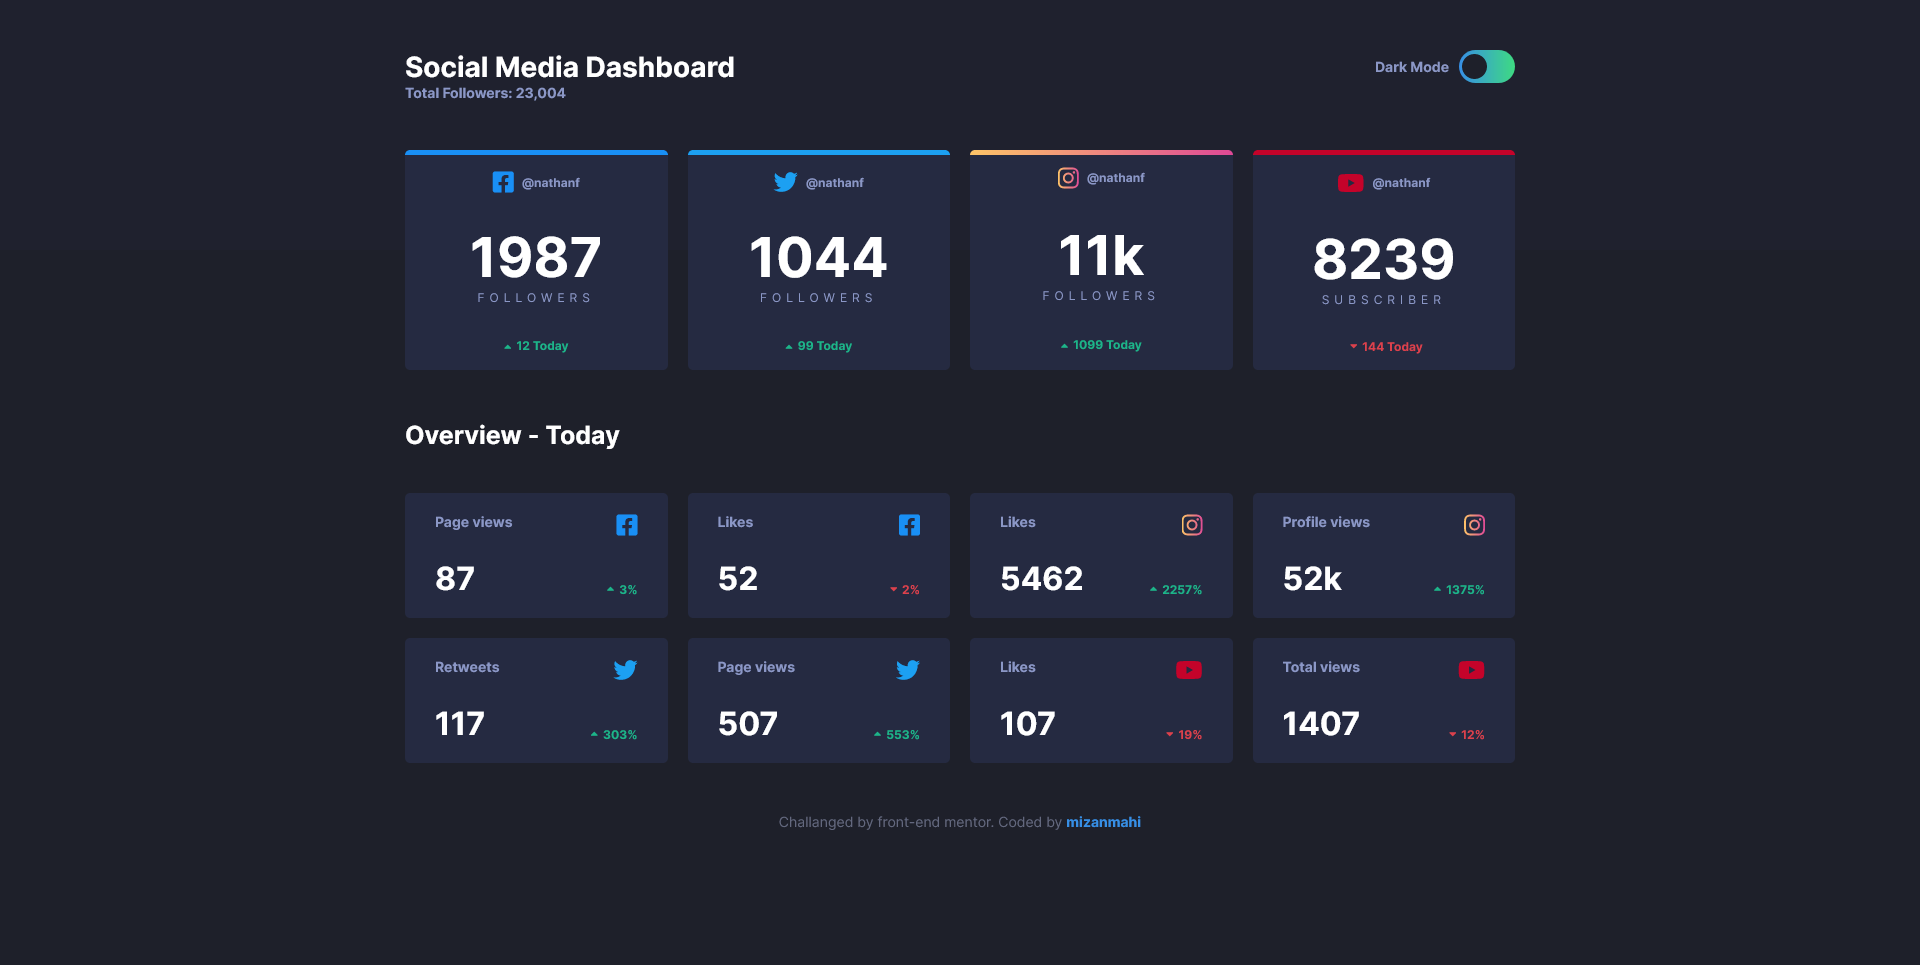 Social Media Dashboard
Total Followers: 23,004
Dark Mode
@nathanf
1987
FOLLOWERS
12 Today
@nathanf
1044
FOLLOWERS
99 Today
@nathanf
11k
FOLLOWERS
1099 Today
@nathanf
8239
SUBSCRIBER
144 Today
Overview - Today
Page views
87
3%
Likes
52
2%
Likes
5462
2257%
Profile views
52k
1375%
Retweets
117
303%
Page views
507
553%
Likes
107
19%
Total views
1407
12%
Challanged by front-end mentor. Coded by mizanmahi